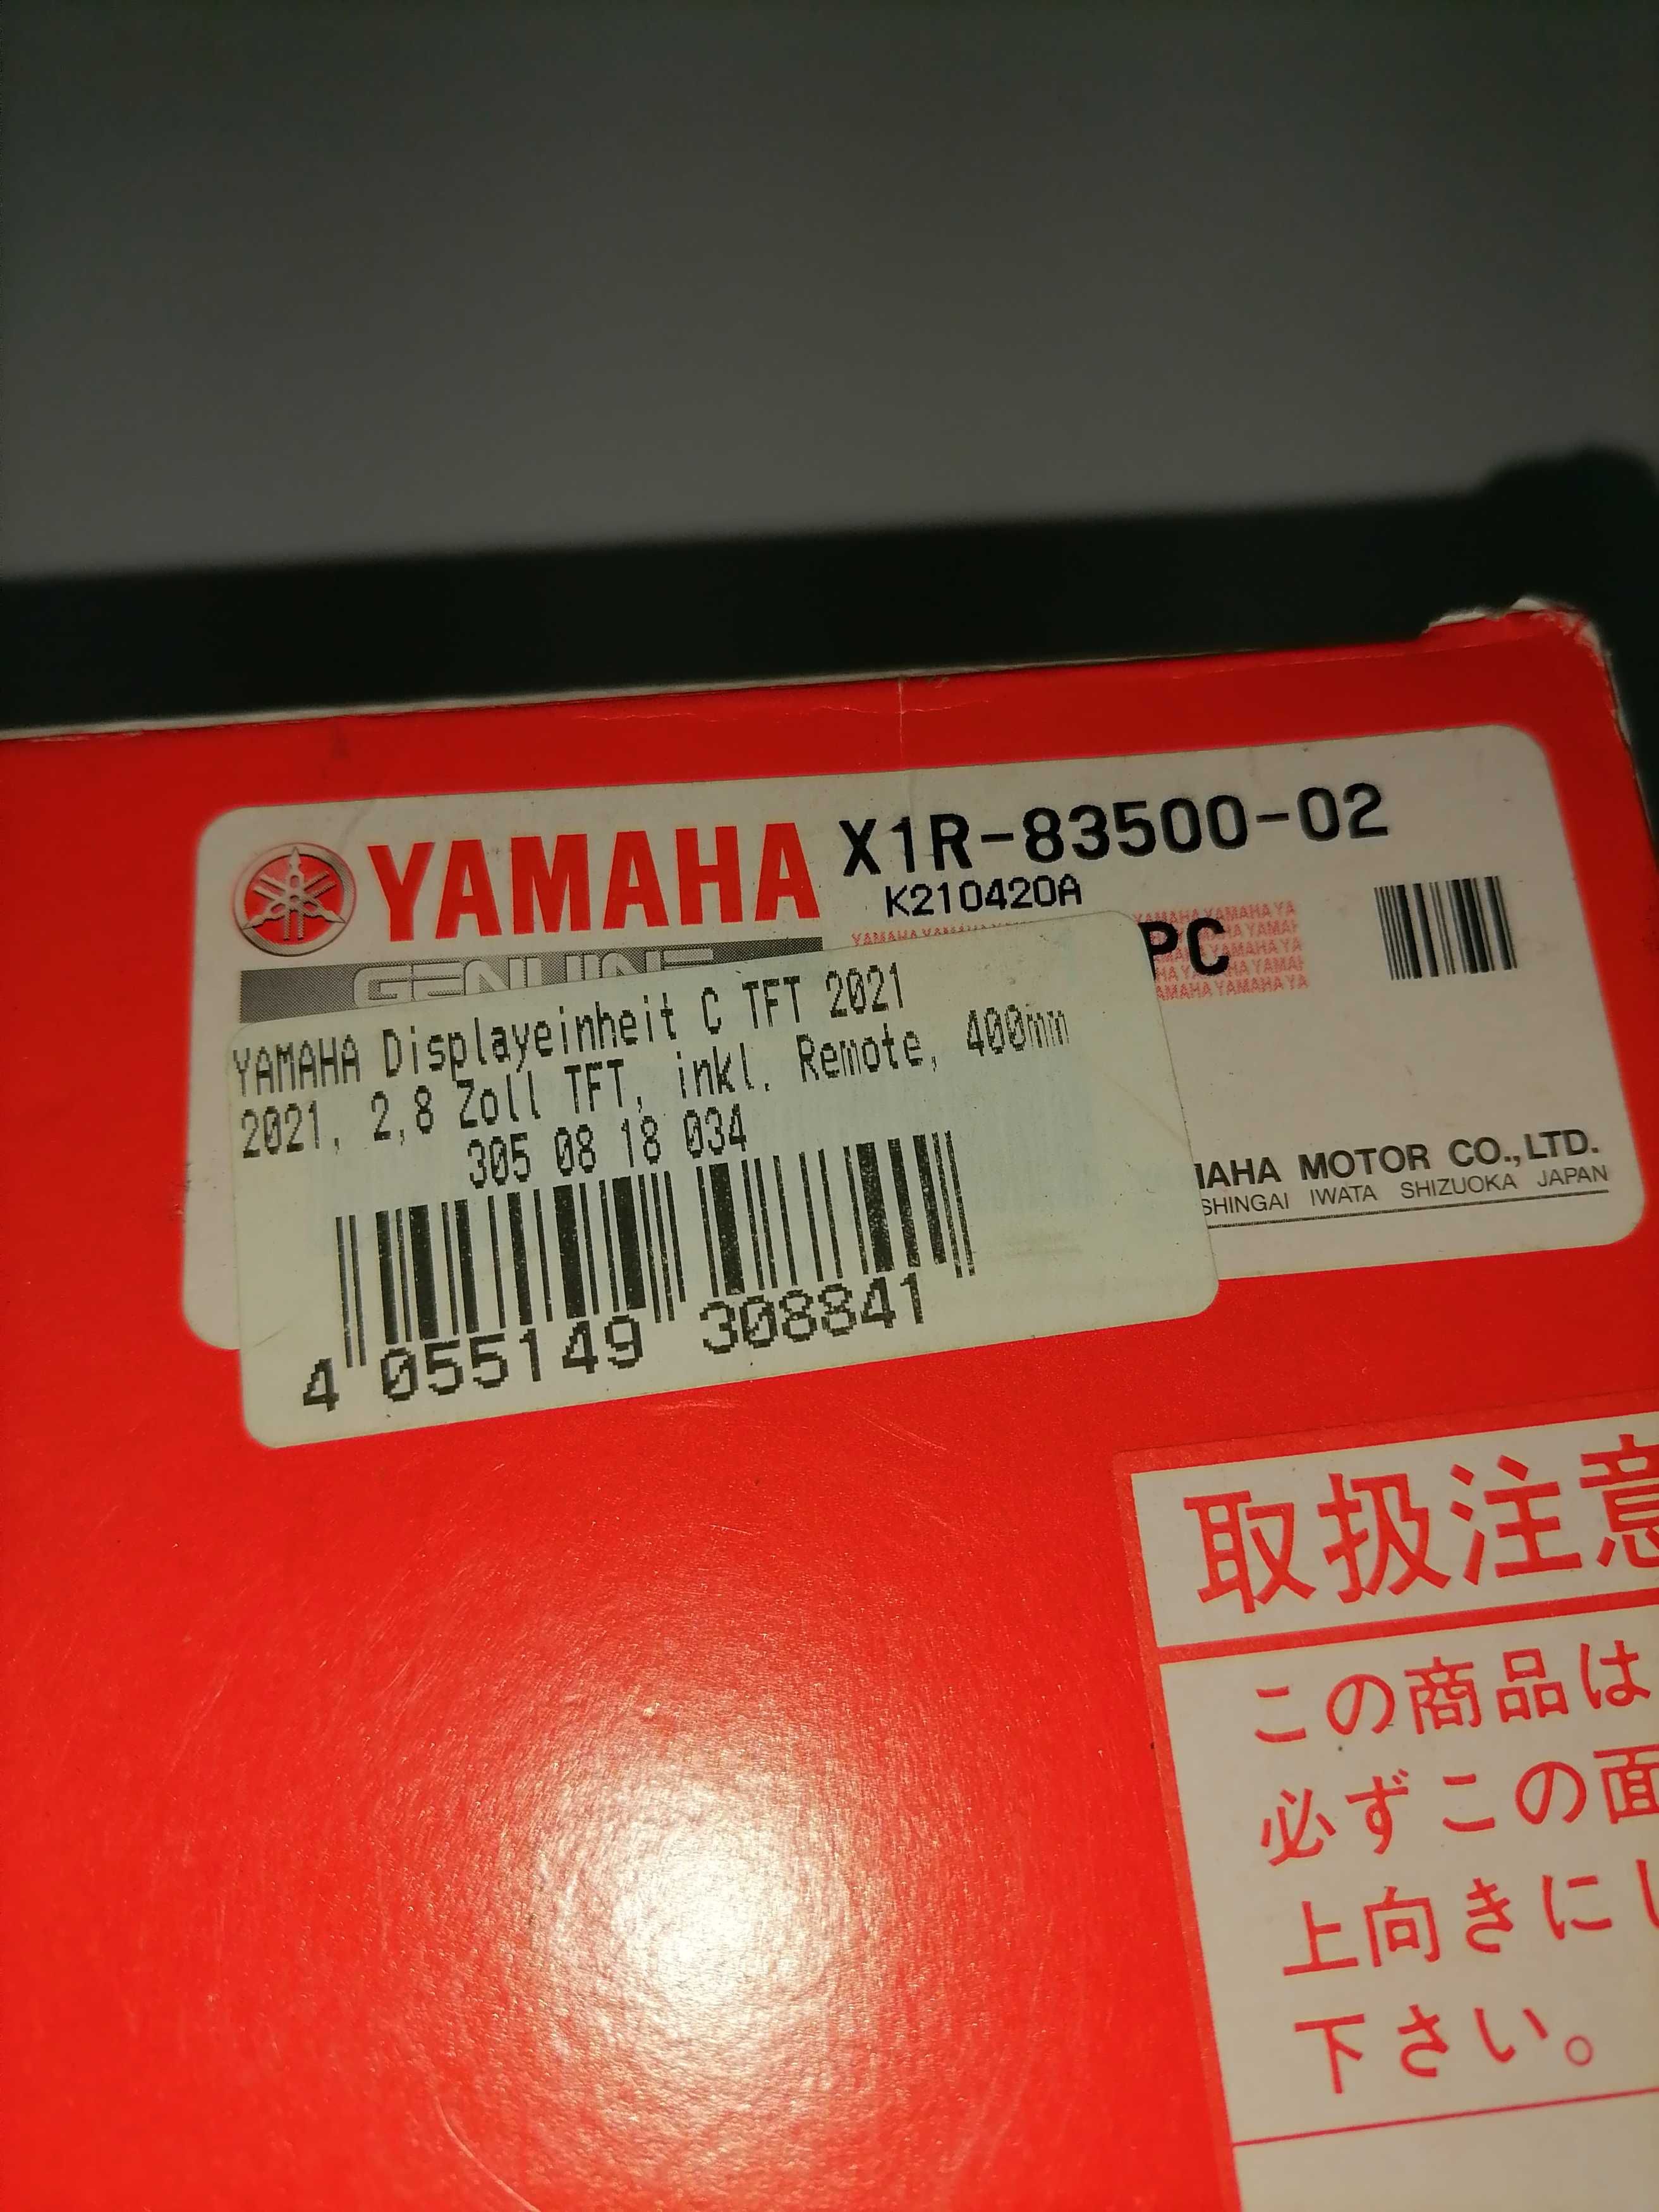 YAMAHA
X1R-83500-02
K210420A
GENUINE
PC
YAMAHA Displayeinheit C TFT 2021
2021, 2,8 Zoll TFT, inkl. Remote, 400mm
305 08 18 034
4 055149 308841
MOTOR CO.,LTD.
SHINGAI IWATA SHIZUOKA JAPAN
取扱注意
この商品は
必ずこの面
上向きに
下さい。